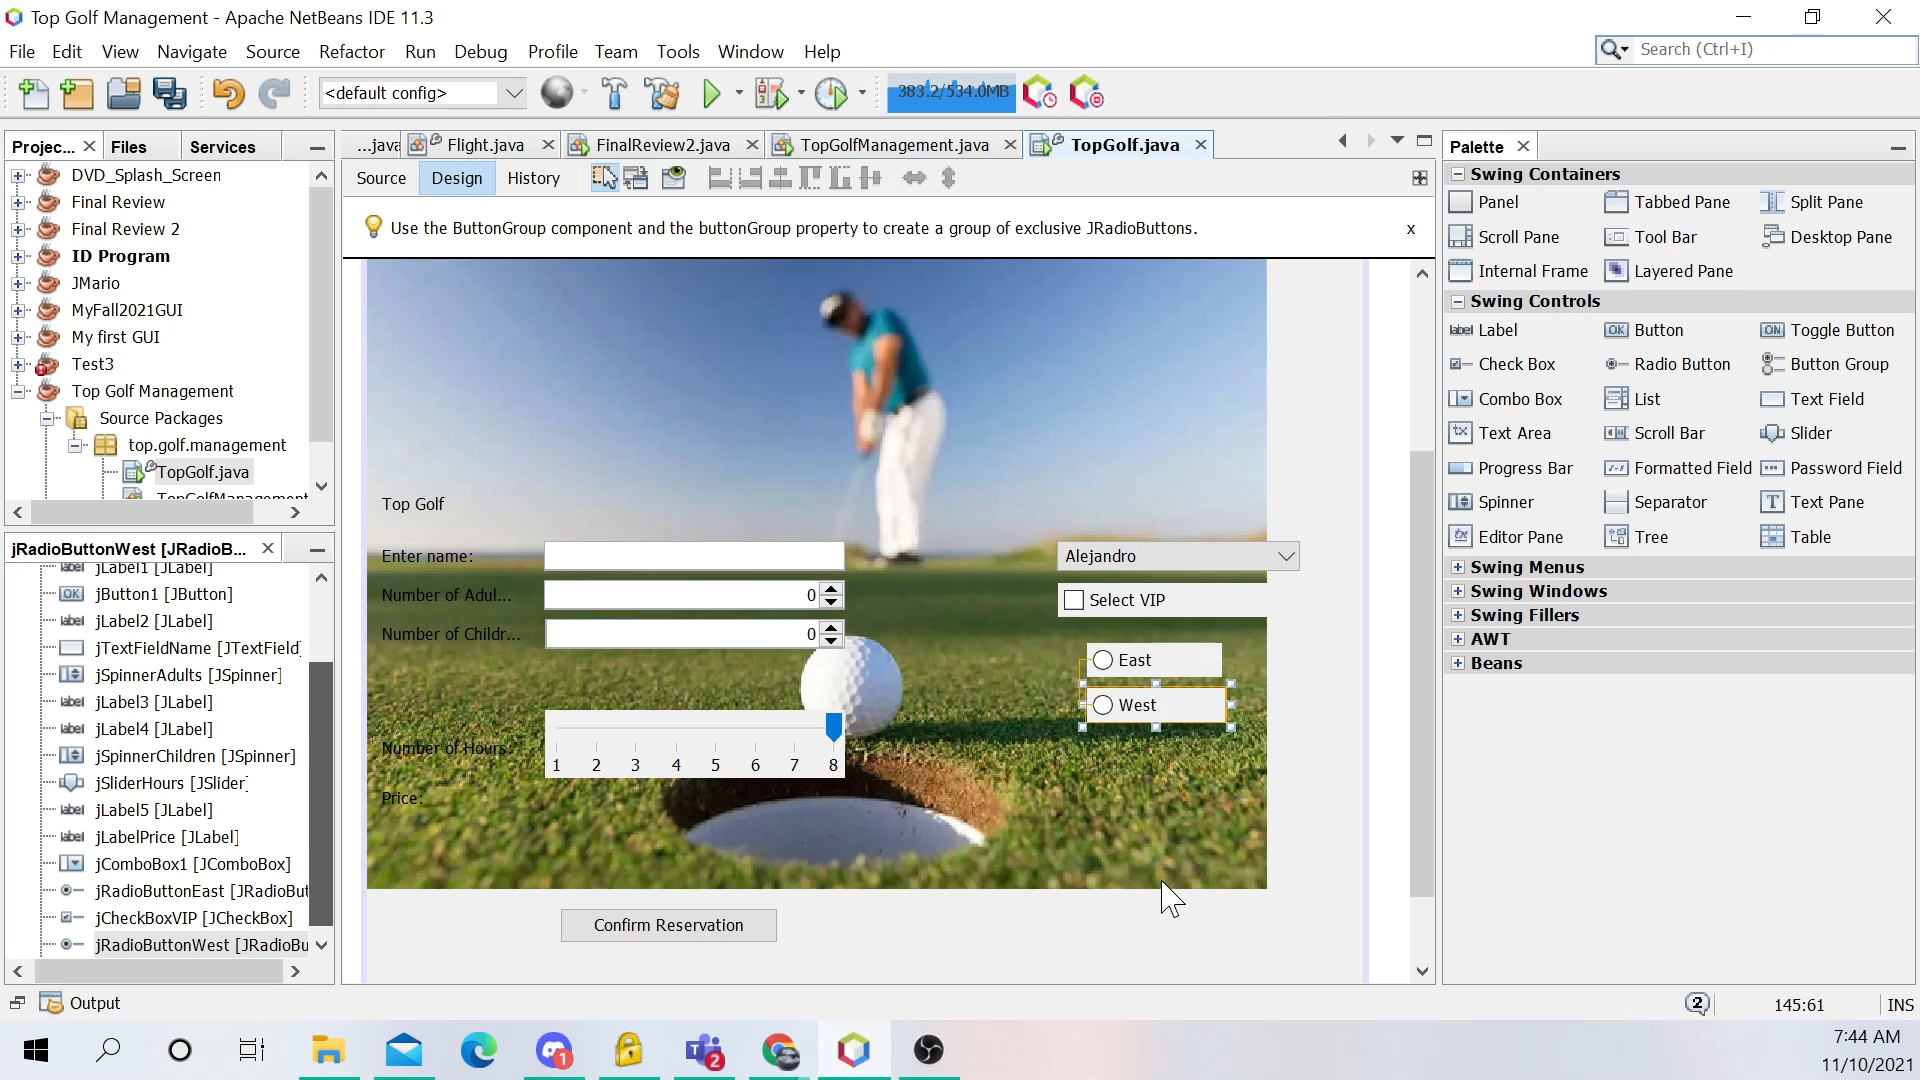 Top Golf Management - Apache NetBeans IDE 11.3
File Edit View Navigate Source Refactor Run Debug Profile Team Tools Window Help
Search (Ctrl+I)
<default config>
383.2/534.0MB
Projec...
Files
Services
DVD_Splash_Screen
Final Review
Final Review 2
ID Program
JMario
MyFall2021GUI
My first GUI
Test3
Top Golf Management
Source Packages
top.golf.management
TopGolf.java
TopGolfManagement
jRadioButtonWest [JRadioB...
jLabel1 [JLabel]
jButton1 [JButton]
jLabel2 [JLabel]
jTextFieldName [JTextField]
jSpinnerAdults [JSpinner]
jLabel3 [JLabel]
jLabel4 [JLabel]
jSpinnerChildren [JSpinner]
jSliderHours [JSlider]
jLabel5 [JLabel]
jLabelPrice [JLabel]
jComboBox1 [JComboBox]
jRadioButtonEast [JRadioBut
jCheckBoxVIP [JCheckBox]
jRadioButtonWest [JRadioBu
...java
Flight.java
FinalReview2.java
TopGolfManagement.java
TopGolf.java
Source
Design
History
Use the ButtonGroup component and the buttonGroup property to create a group of exclusive JRadioButtons.
x
Top Golf
Enter name:
Alejandro
Number of Adul...
0
Select VIP
Number of Childr...
0
East
West
Number of Hours:
1 2 3 4 5 6 7 8
Price:
Confirm Reservation
Palette
Swing Containers
Panel
Tabbed Pane
Split Pane
Scroll Pane
Tool Bar
Desktop Pane
Internal Frame
Layered Pane
Swing Controls
label Label
OK Button
ON Toggle Button
Check Box
Radio Button
Button Group
Combo Box
List
Text Field
Text Area
Scroll Bar
Slider
Progress Bar
Formatted Field
Password Field
Spinner
Separator
Text Pane
Editor Pane
Tree
Table
Swing Menus
Swing Windows
Swing Fillers
AWT
Beans
Output
2
145:61
INS
1
2
7:44 AM
11/10/2021